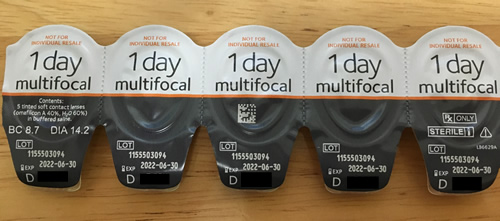 NOT FOR
INDIVIDUAL RESALE
1 day
multifocal
Contents:
5 tinted soft contact lenses
(omafilcon A 40%, H₂O 60%)
in buffered saline.
BC 8.7 DIA 14.2
LOT
1155503094
EXP 2022-06-30
D
NOT FOR
INDIVIDUAL RESALE
1 day
multifocal
LOT
1155503094
EXP 2022-06-30
D
NOT FOR
INDIVIDUAL RESALE
1 day
multifocal
LOT
1155503094
EXP 2022-06-30
D
NOT FOR
INDIVIDUAL RESALE
1 day
multifocal
LOT
1155503094
EXP 2022-06-30
D
NOT FOR
INDIVIDUAL RESALE
1 day
multifocal
Rx ONLY
STERILE
LOT
1155503094
EXP 2022-06-30
D